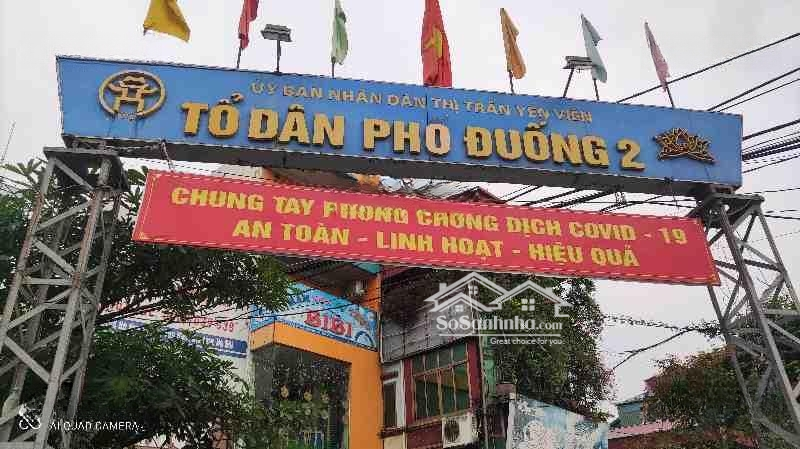 ỦY BAN NHÂN DÂN THỊ TRẤN YÊN VIÊN
TỔ DÂN PHỐ ĐUỐNG 2
CHUNG TAY PHÒNG CHỐNG DỊCH COVID - 19
AN TOÀN - LINH HOẠT - HIỆU QUẢ
BIBI
SoSanhnha.com
Great choice for you
AI QUAD CAMERA